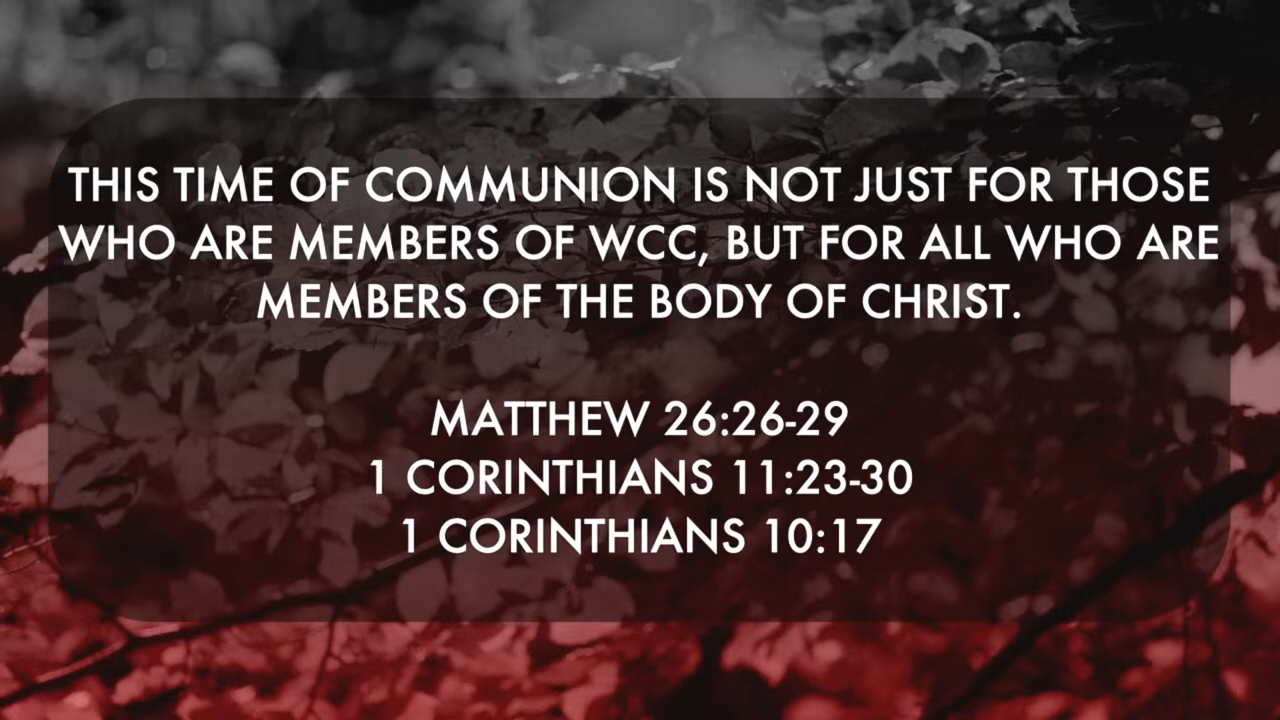 THIS TIME OF COMMUNION IS NOT JUST FOR THOSE
WHO ARE MEMBERS OF WCC, BUT FOR ALL WHO ARE
MEMBERS OF THE BODY OF CHRIST.
MATTHEW 26:26-29
1 CORINTHIANS 11:23-30
1 CORINTHIANS 10:17